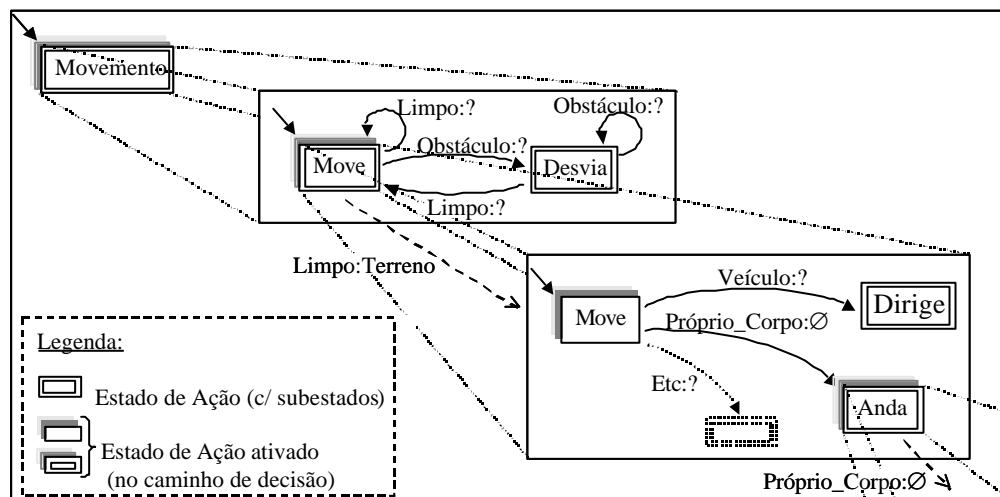 Movemento
Limpo:?
Obstáculo:?
Obstáculo:?
Move
Desvia
Limpo:?
Limpo:Terreno
Veículo:?
Dirige
Move
Próprio_Corpo:∅
Etc:?
Anda
Próprio_Corpo:∅
Legenda:
Estado de Ação (c/ subestados)
Estado de Ação ativado
(no caminho de decisão)